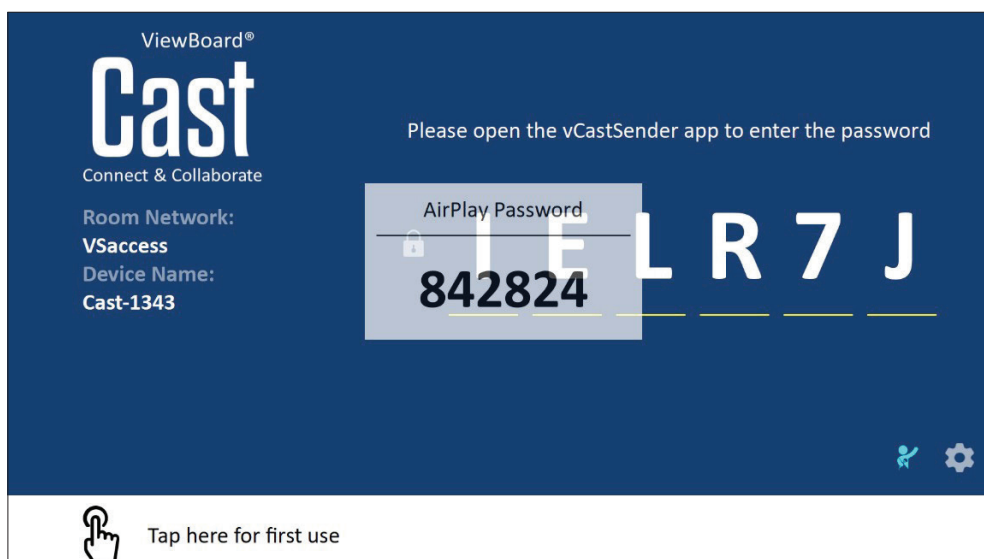 ViewBoard®
Cast
Connect & Collaborate
Room Network:
VSaccess
Device Name:
Cast-1343
Please open the vCastSender app to enter the password
AirPlay Password
842824
I E L R 7 J
Tap here for first use